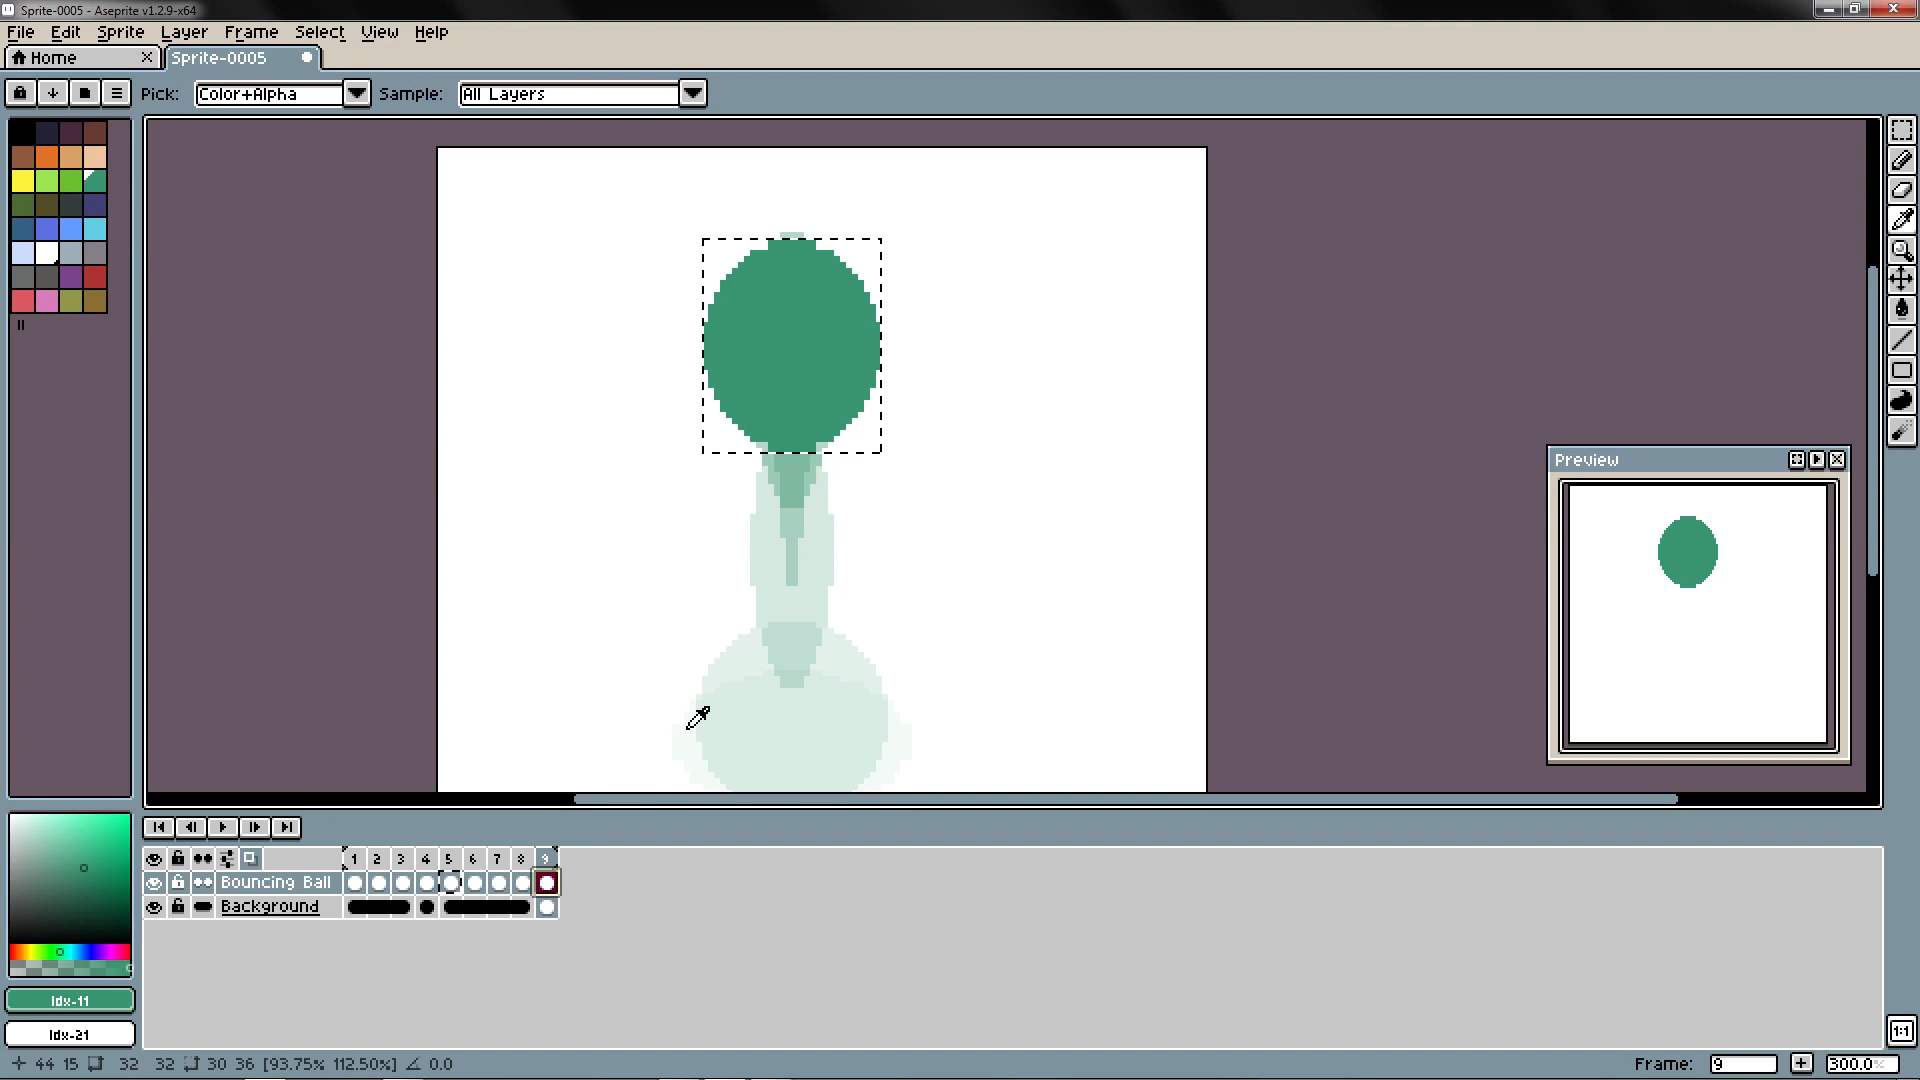 Sprite-0005 - Aseprite v1.2.9-x64
File Edit Sprite Layer Frame Select View Help
Home Sprite-0005
Pick: Color+Alpha Sample: All Layers
Preview
1 2 3 4 5 6 7 8 9
Bouncing Ball
Background
Idx-11
Idx-21
1:1
44 15 32 32 30 36 [93.75% 112.50%] 0.0
Frame: 9 + 300.0